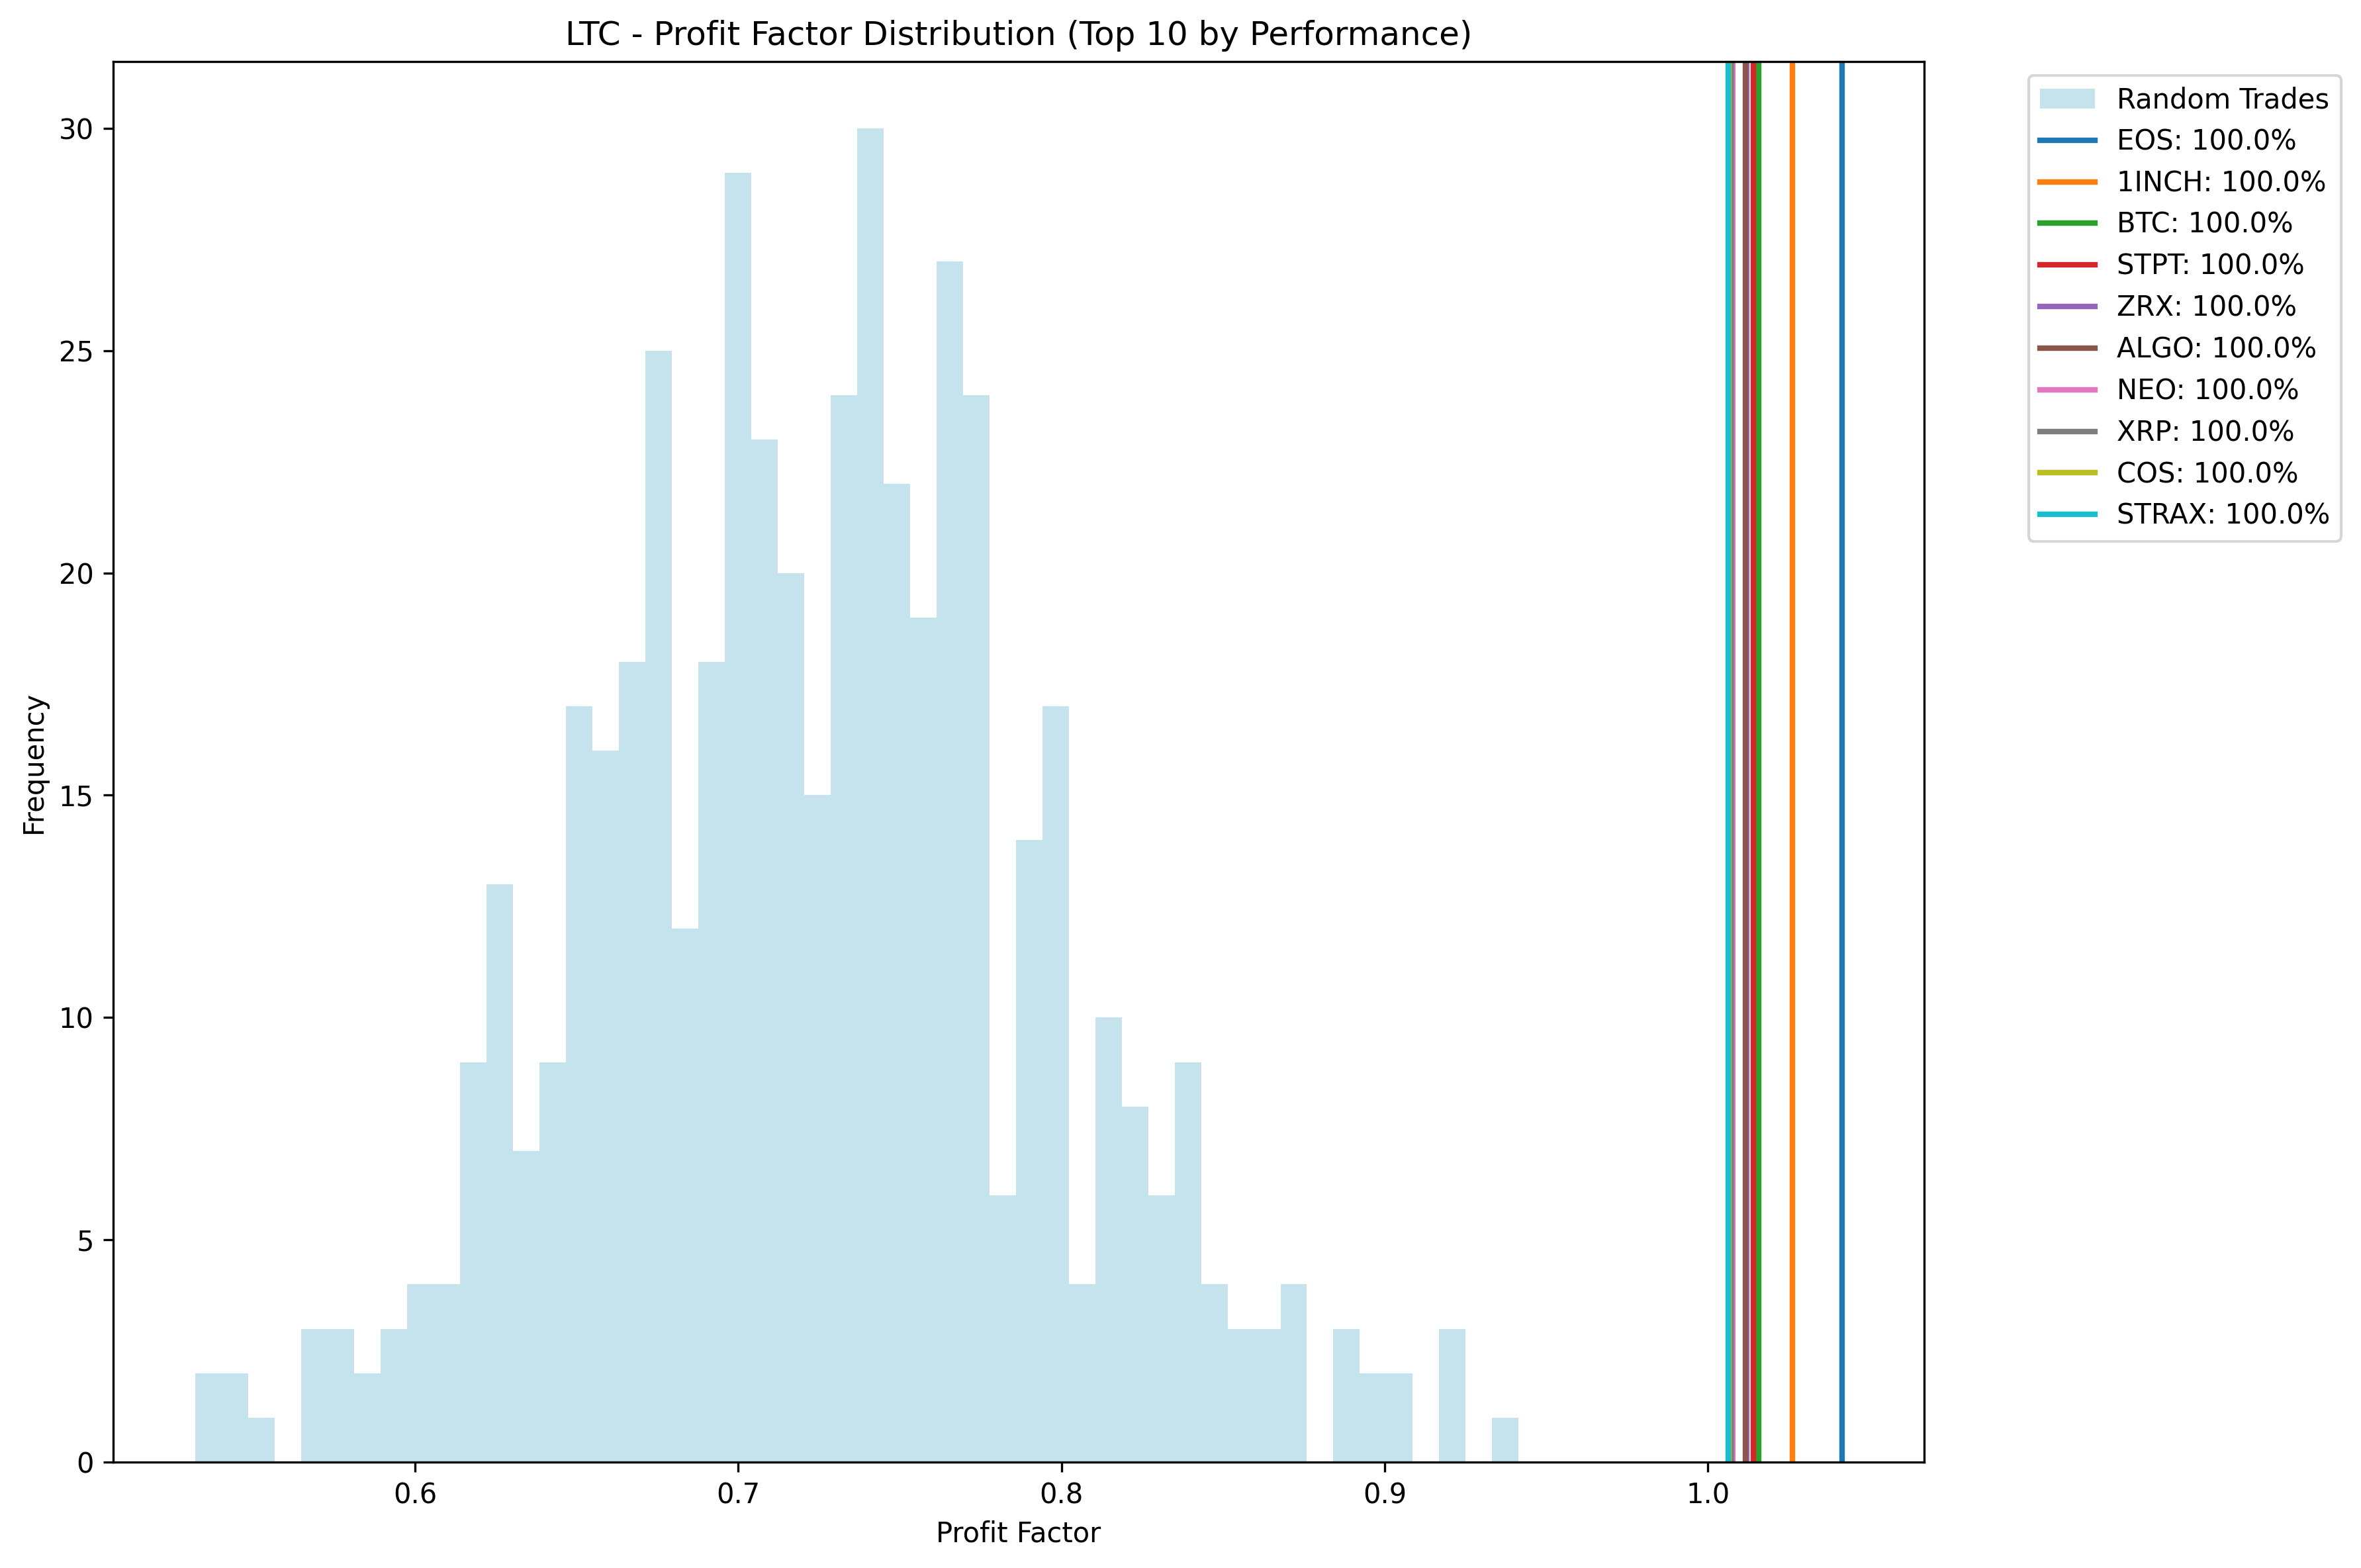 LTC - Profit Factor Distribution (Top 10 by Performance)
Random Trades
EOS: 100.0%
1INCH: 100.0%
BTC: 100.0%
STPT: 100.0%
ZRX: 100.0%
ALGO: 100.0%
NEO: 100.0%
XRP: 100.0%
COS: 100.0%
STRAX: 100.0%
Frequency
30
25
20
15
10
5
0
0.6
0.7
0.8
0.9
1.0
Profit Factor